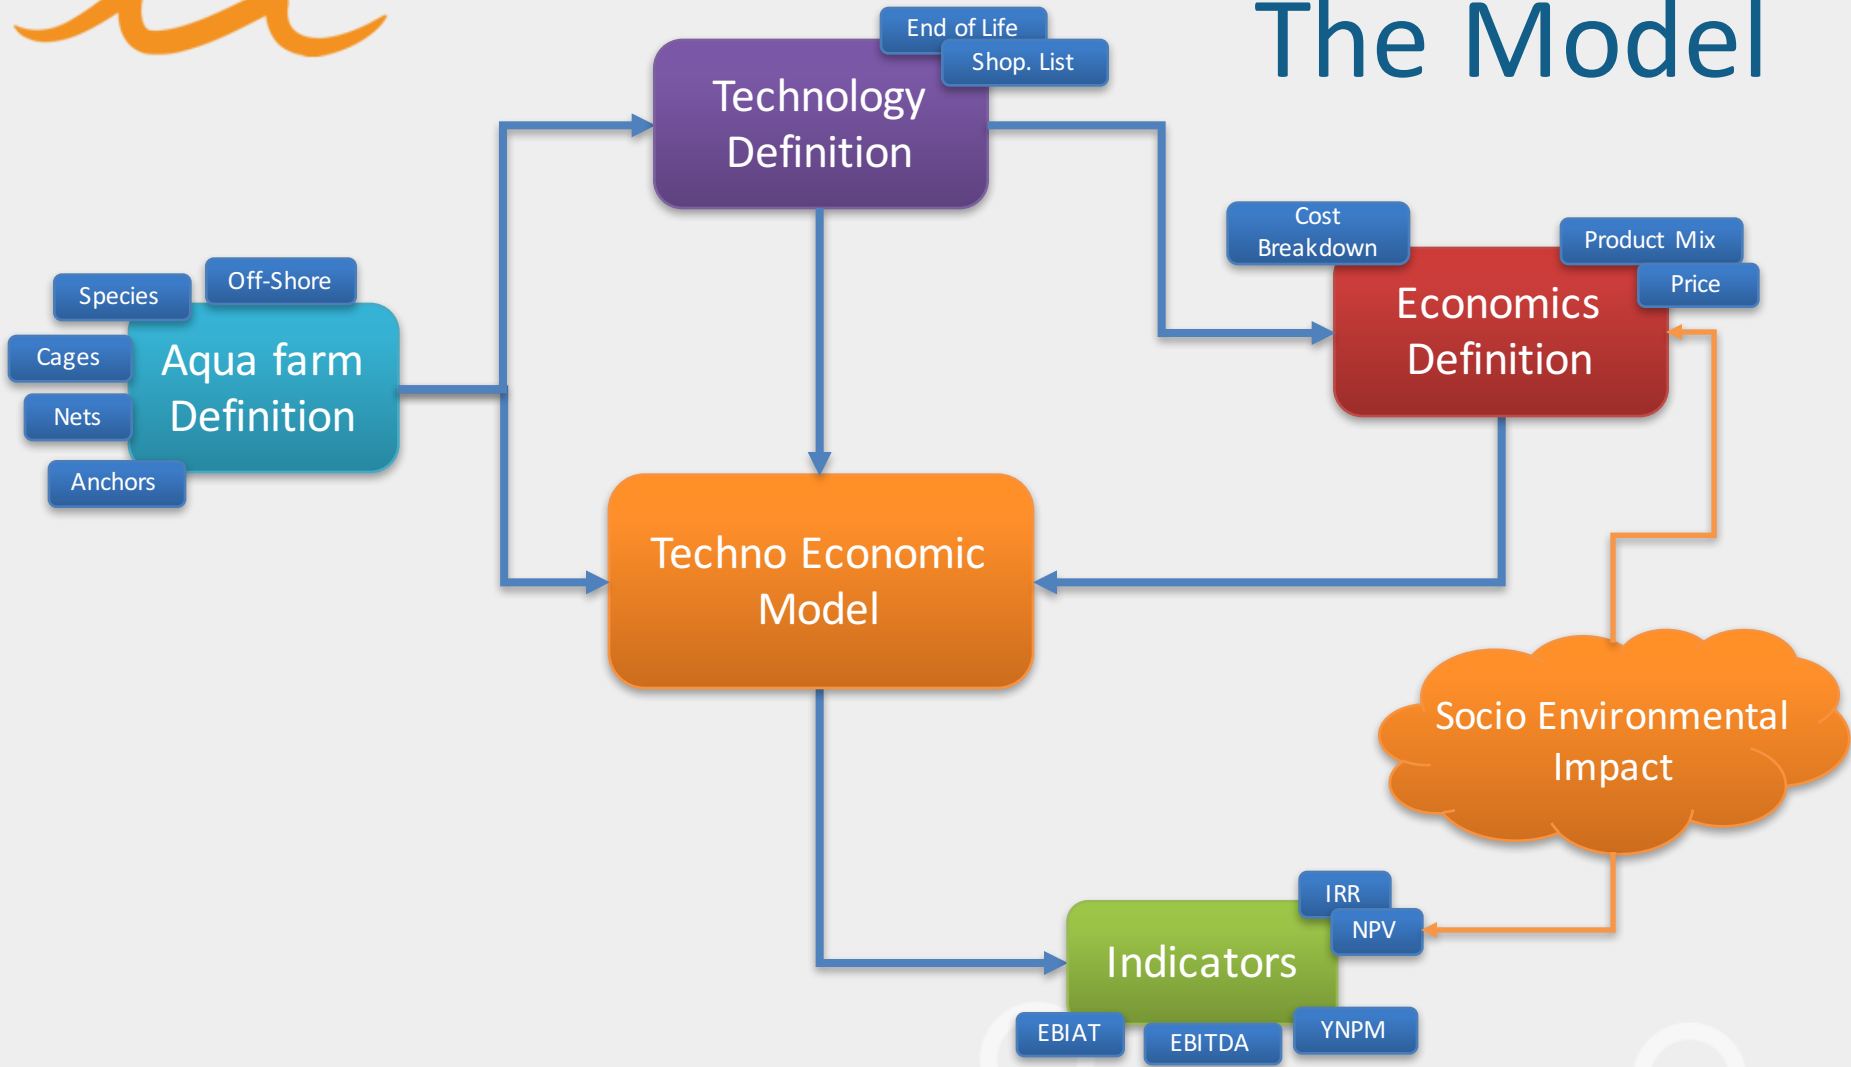 The Model
End of Life
Shop. List
Technology
Definition
Cost
Breakdown
Product Mix
Price
Economics
Definition
Off-Shore
Species
Cages
Nets
Anchors
Aqua farm
Definition
Techno Economic
Model
Socio Environmental
Impact
IRR
NPV
Indicators
EBIAT
EBITDA
YNPM